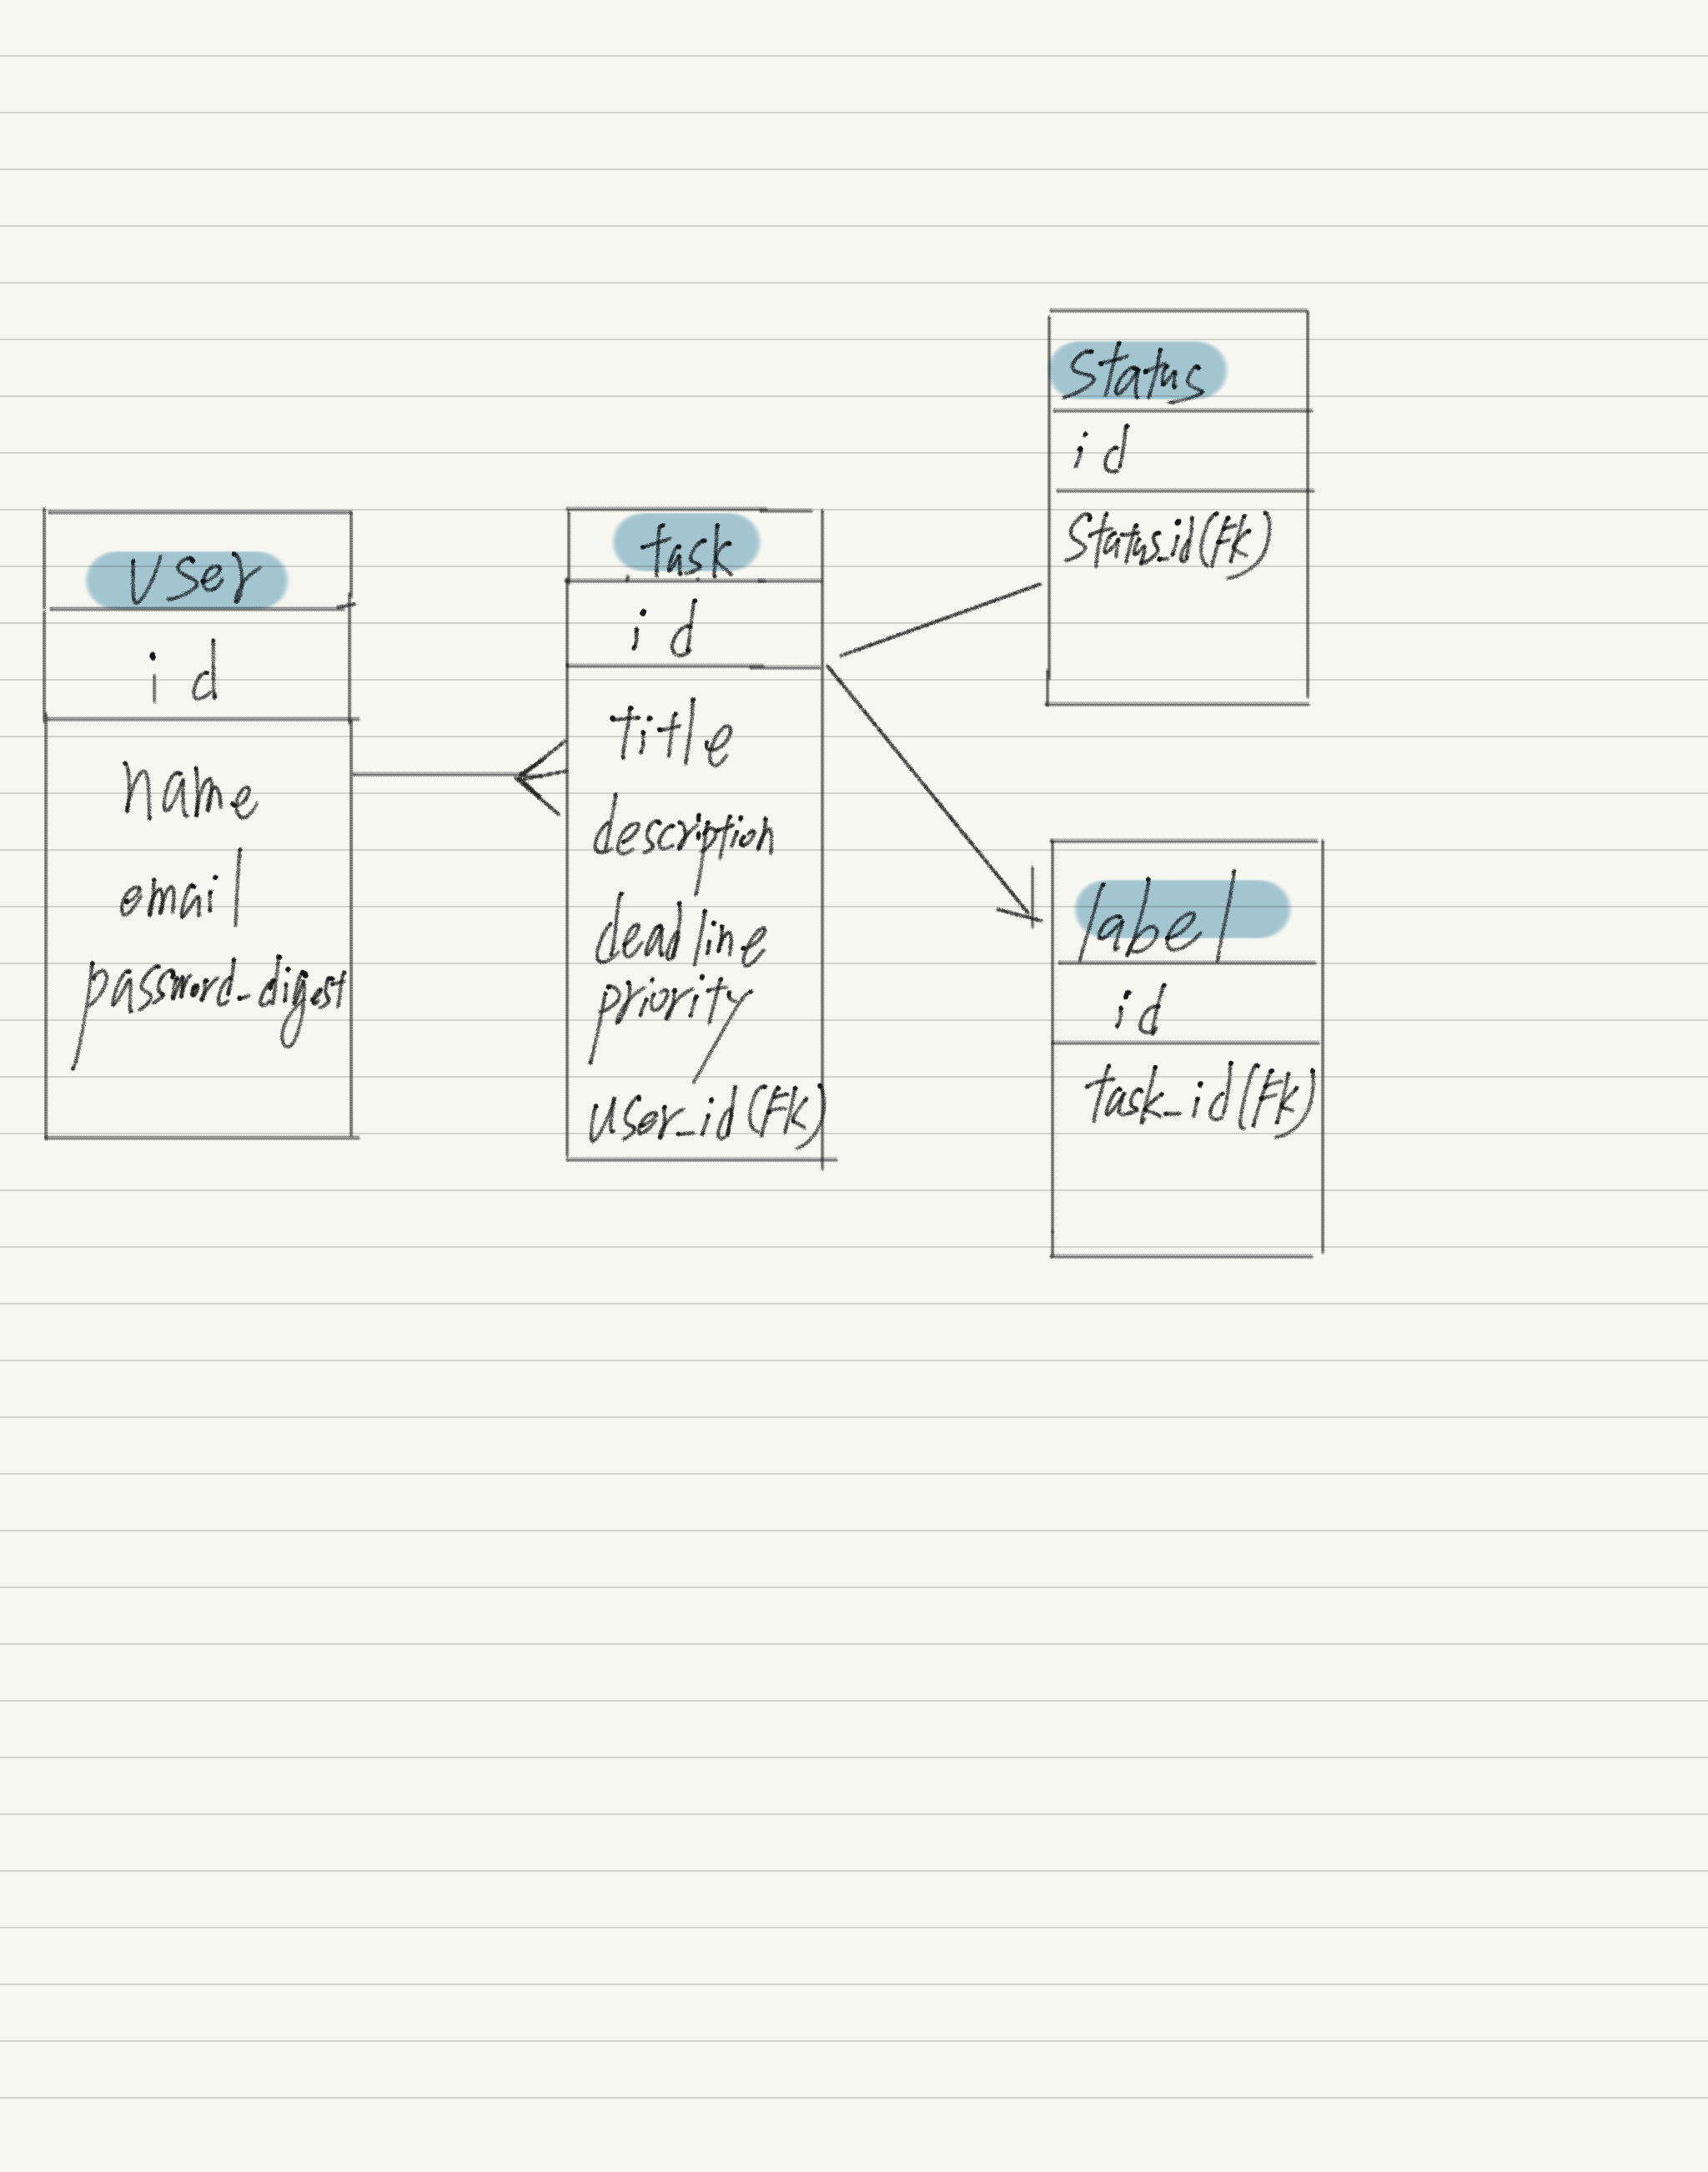 User
id
name
email
password_digest
task
id
title
description
deadline
priority
user_id(FK)
Status
id
Status_id(FK)
label
id
task_id(FK)